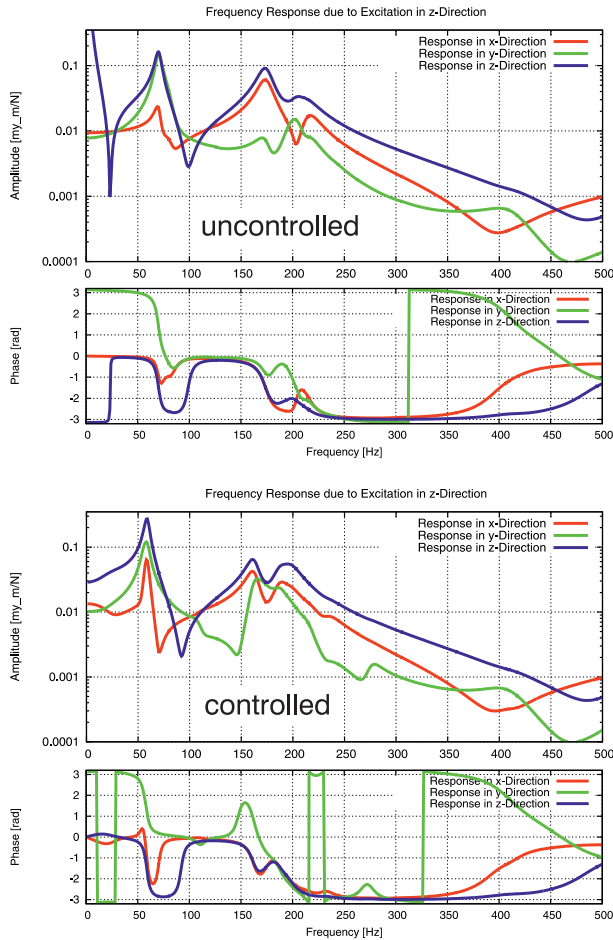 Frequency Response due to Excitation in z-Direction
Response in x-Direction
Response in y-Direction
Response in z-Direction
Amplitude [my_m/N]
0.1
0.01
0.001
0.0001
uncontrolled
0 50 100 150 200 250 300 350 400 450 500
Response in x-Direction
Response in y-Direction
Response in z-Direction
Phase [rad]
3
2
1
0
-1
-2
-3
0 50 100 150 200 250 300 350 400 450 500
Frequency [Hz]
Frequency Response due to Excitation in z-Direction
Response in x-Direction
Response in y-Direction
Response in z-Direction
Amplitude [my_m/N]
0.1
0.01
0.001
0.0001
controlled
0 50 100 150 200 250 300 350 400 450 500
Response in x-Direction
Response in y-Direction
Response in z-Direction
Phase [rad]
3
2
1
0
-1
-2
-3
0 50 100 150 200 250 300 350 400 450 500
Frequency [Hz]